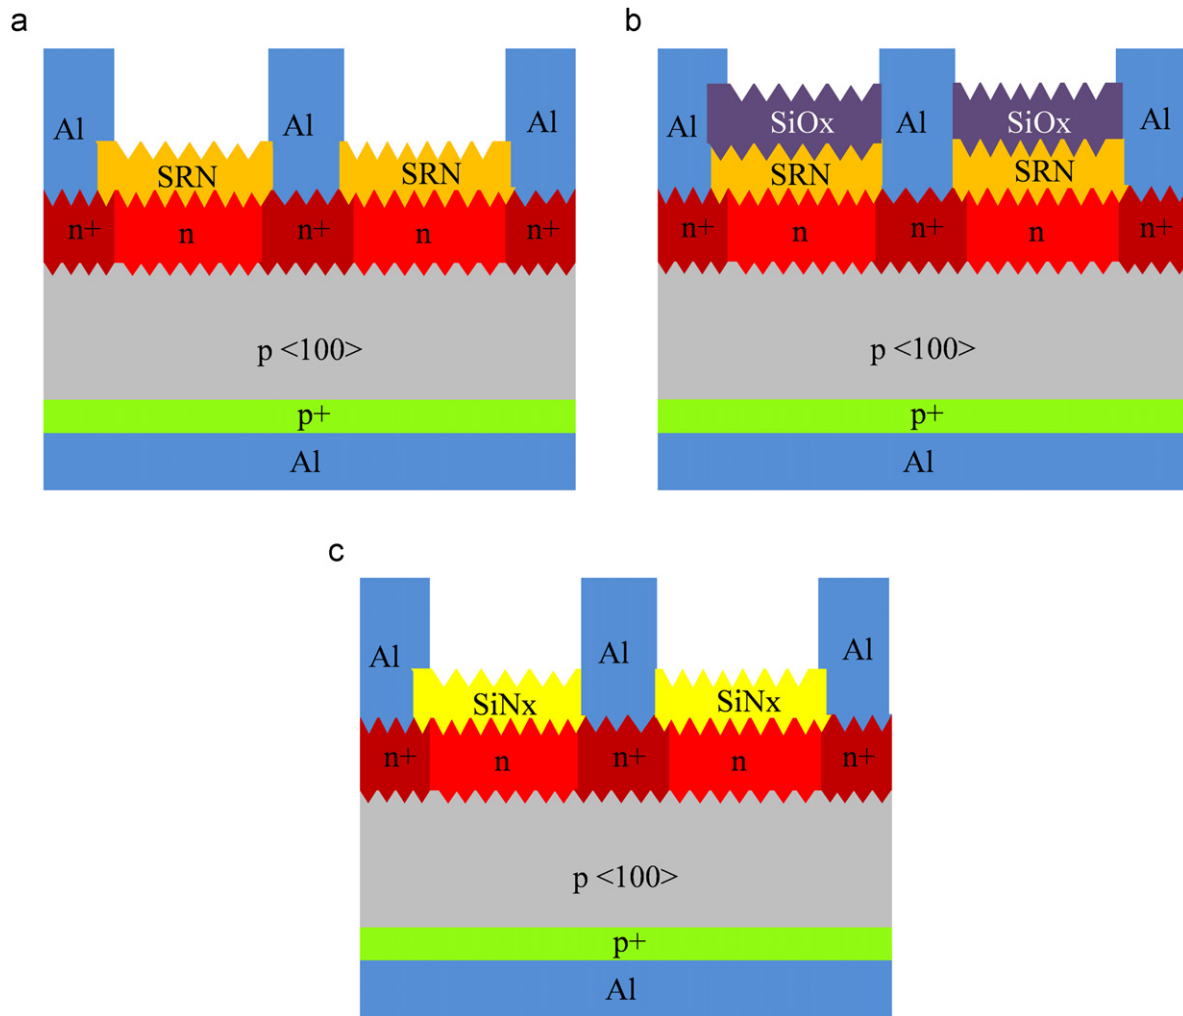 a
Al Al Al
SRN SRN
n+ n n+ n n+
p <100>
p+
Al
b
Al Al Al
SiOx SiOx
SRN SRN
n+ n n+ n n+
p <100>
p+
Al
c
Al Al Al
SiNx SiNx
n+ n n+ n n+
p <100>
p+
Al